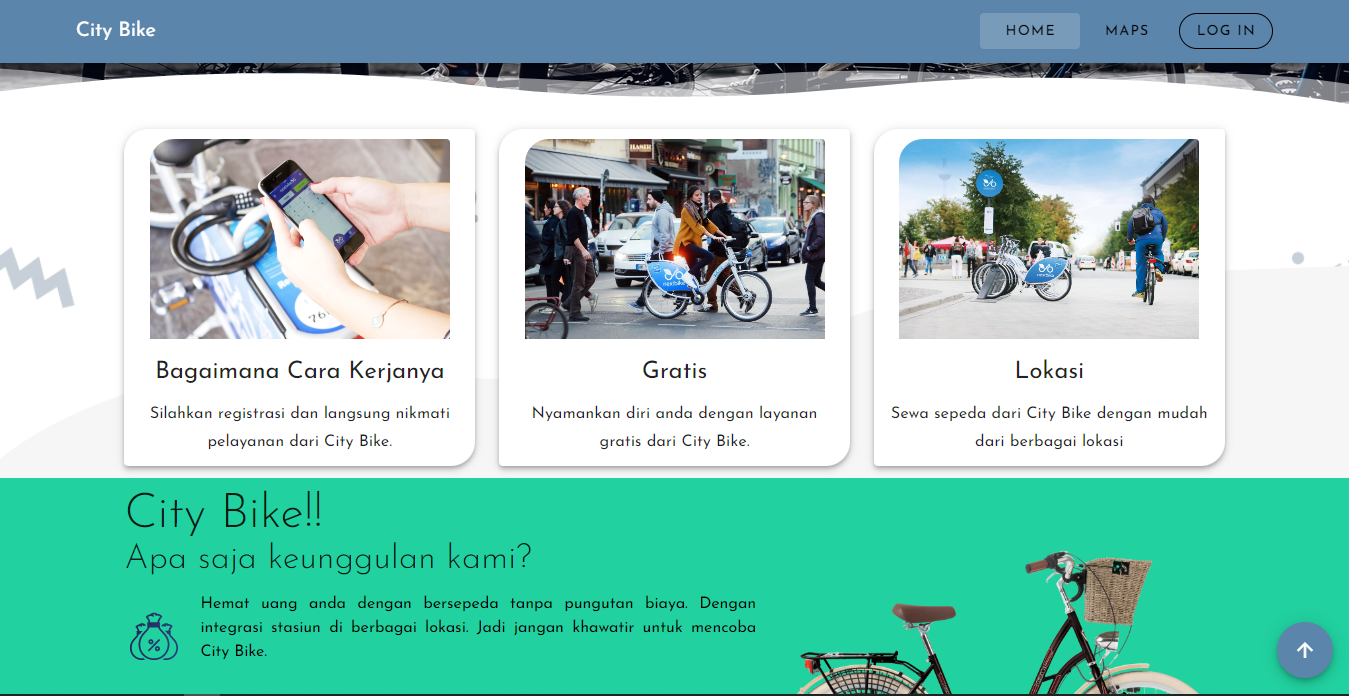 City Bike
HOME
MAPS
LOG IN
HASIR
nextbike
Bagaimana Cara Kerjanya
Silahkan registrasi dan langsung nikmati
pelayanan dari City Bike.
Gratis
Nyamankan diri anda dengan layanan
gratis dari City Bike.
Lokasi
Sewa sepeda dari City Bike dengan mudah
dari berbagai lokasi
City Bike!!
Apa saja keunggulan kami?
Hemat uang anda dengan bersepeda tanpa pungutan biaya. Dengan
integrasi stasiun di berbagai lokasi. Jadi jangan khawatir untuk mencoba
City Bike.
%